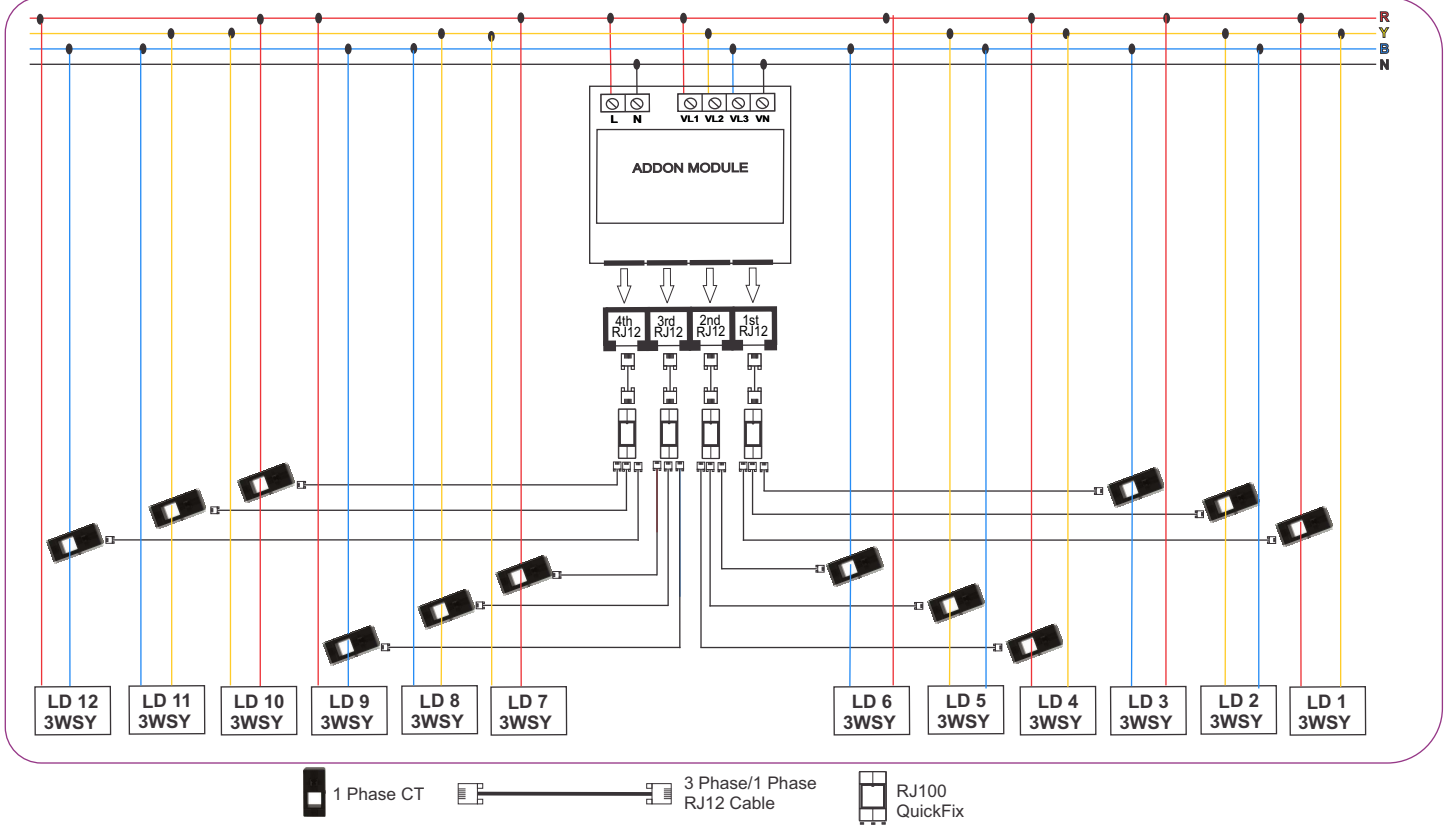 R
Y
B
N
L N VL1 VL2 VL3 VN
ADDON MODULE
4th RJ12
3rd RJ12
2nd RJ12
1st RJ12
LD 12
3WSY
LD 11
3WSY
LD 10
3WSY
LD 9
3WSY
LD 8
3WSY
LD 7
3WSY
LD 6
3WSY
LD 5
3WSY
LD 4
3WSY
LD 3
3WSY
LD 2
3WSY
LD 1
3WSY
1 Phase CT
3 Phase/1 Phase
RJ12 Cable
RJ100
QuickFix